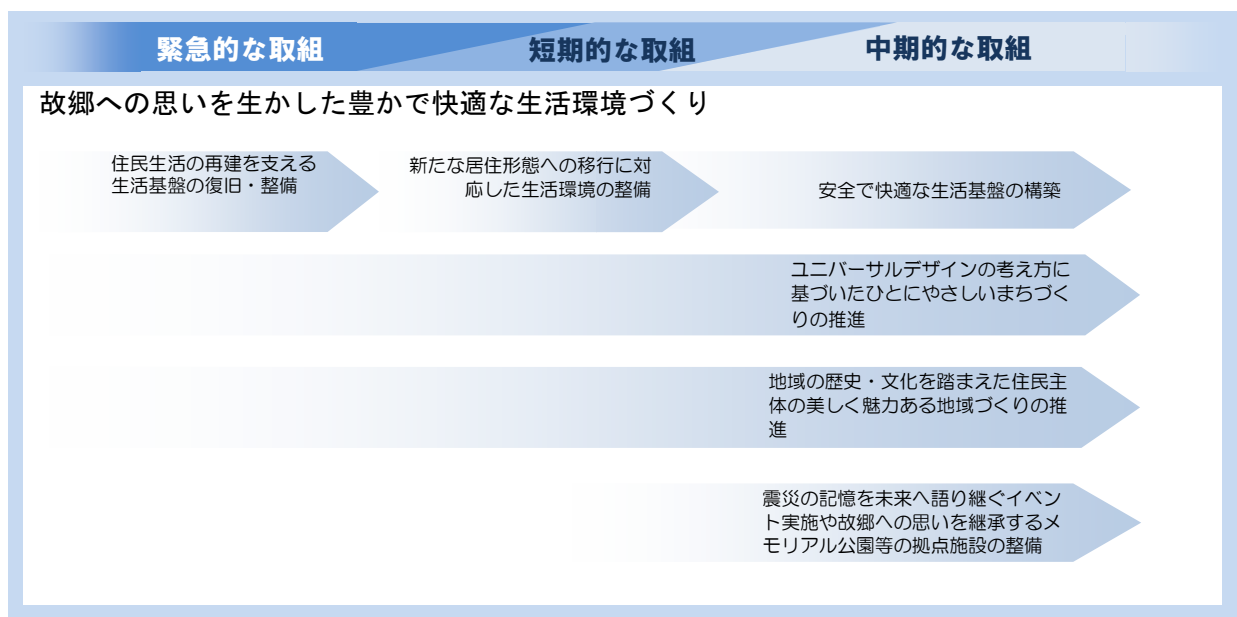 緊急的な取組
短期的な取組
中期的な取組
故郷への思いを生かした豊かで快適な生活環境づくり
住民生活の再建を支える
生活基盤の復旧・整備
新たな居住形態への移行に対
応した生活環境の整備
安全で快適な生活基盤の構築
ユニバーサルデザインの考え方に
基づいたひとにやさしいまちづく
りの推進
地域の歴史・文化を踏まえた住民主
体の美しく魅力ある地域づくりの推
進
震災の記憶を未来へ語り継ぐイベン
ト実施や故郷への思いを継承するメ
モリアル公園等の拠点施設の整備